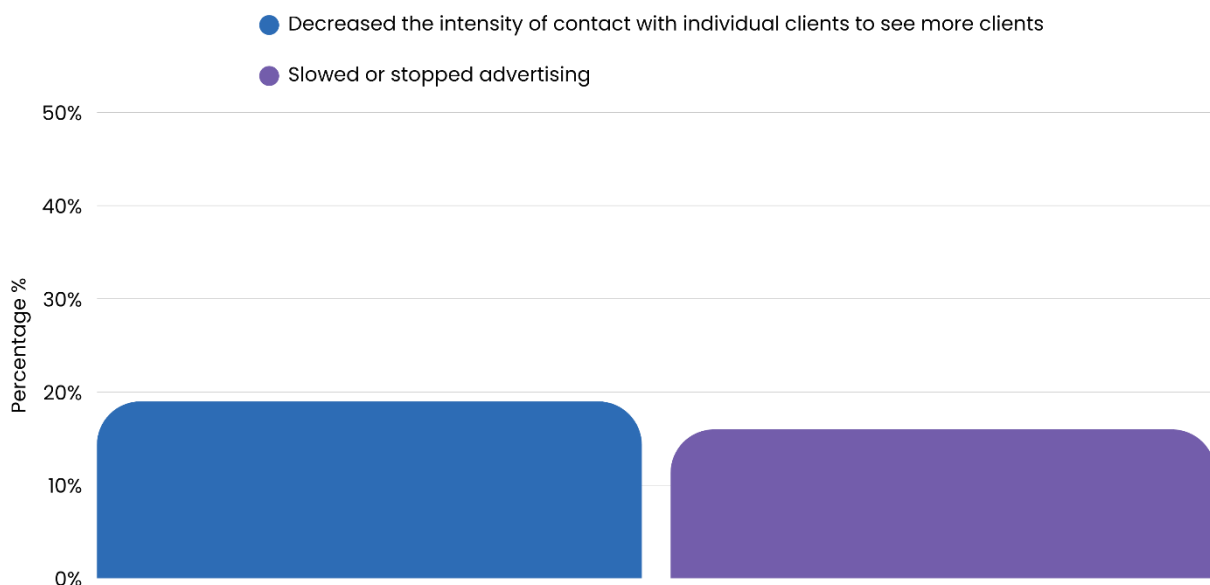 Decreased the intensity of contact with individual clients to see more clients
Slowed or stopped advertising
50%
40%
30%
Percentage %
20%
10%
0%